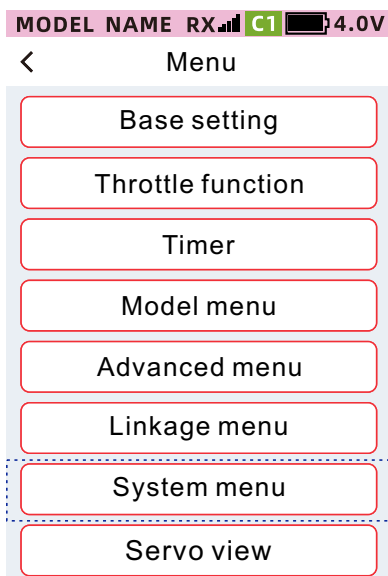 MODEL NAME RX C1 4.0V
Menu
Base setting
Throttle function
Timer
Model menu
Advanced menu
Linkage menu
System menu
Servo view